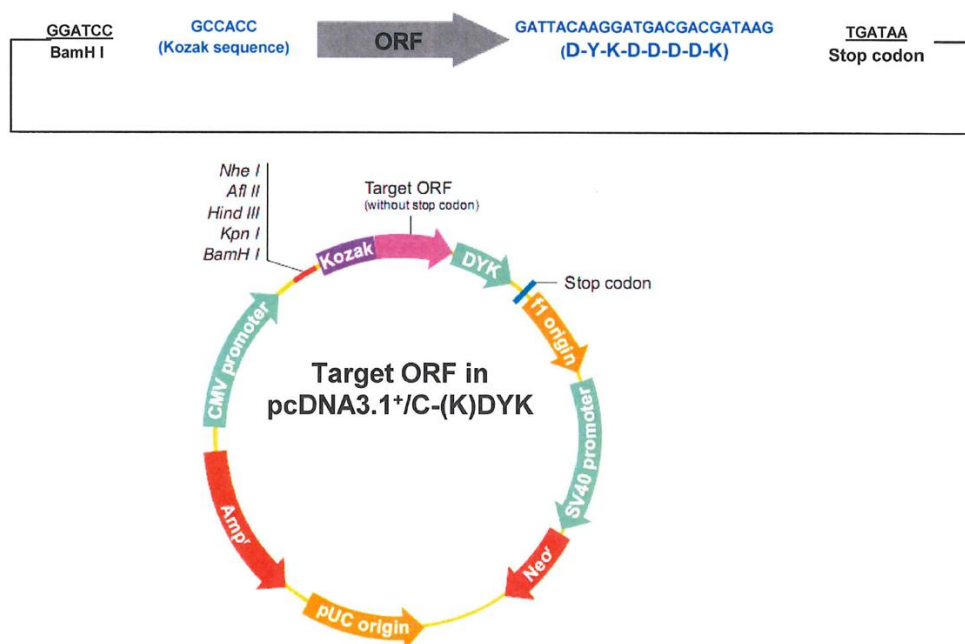 GGATCC
BamH I
GCCACC
(Kozak sequence)
ORF
GATTACAAGGATGACGACGATAAG
(D-Y-K-D-D-D-D-K)
TGATAA
Stop codon
Nhe I
Afl II
Hind III
Kpn I
BamH I
Target ORF
(without stop codon)
Kozak
DYK
Stop codon
f1 origin
CMV promoter
Target ORF in
pcDNA3.1+/C-(K)DYK
SV40 promoter
Ampr
Neor
pUC origin